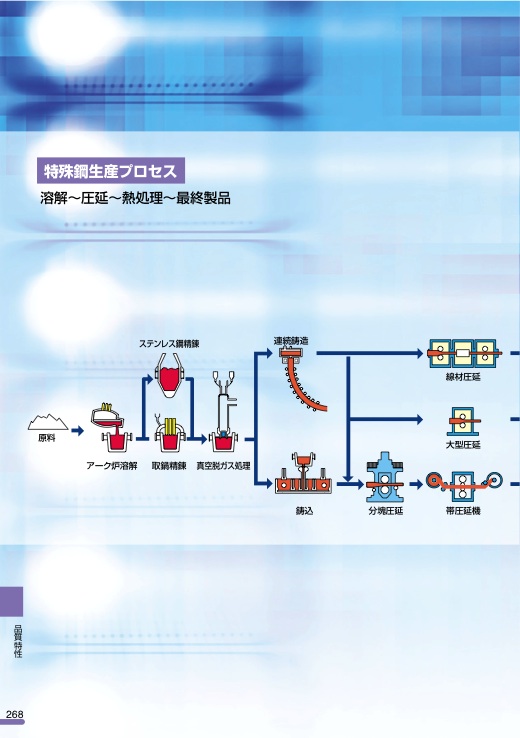 特殊鋼生産プロセス
溶解～圧延～熱処理～最終製品
ステンレス鋼精錬
連続鋳造
線材圧延
原料
大型圧延
アーク炉溶解
取鍋精錬
真空脱ガス処理
鋳込
分塊圧延
帯圧延機
品質特性
268